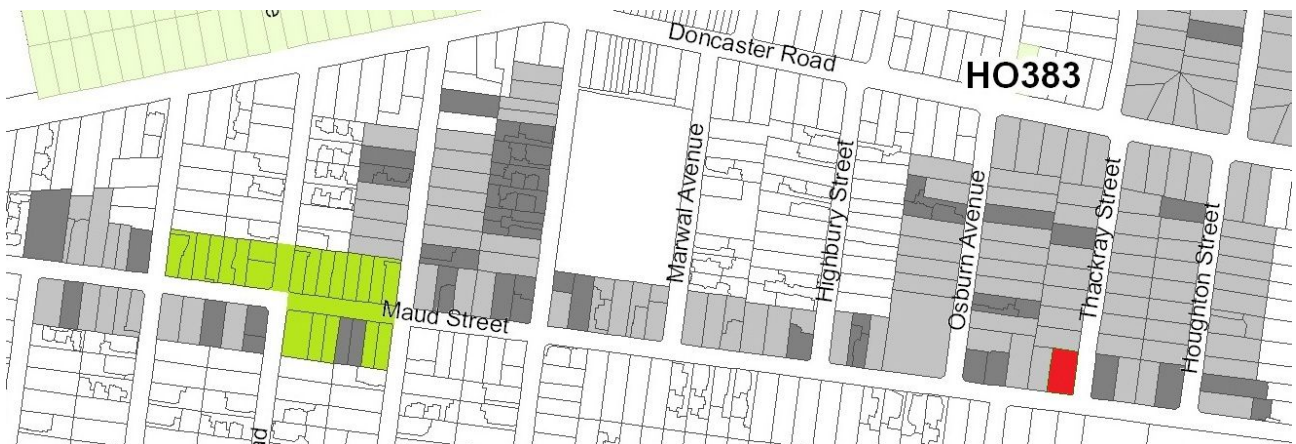 Doncaster Road
HO383
Marwal Avenue
Highbury Street
Osburn Avenue
Thackray Street
Houghton Street
Maud Street